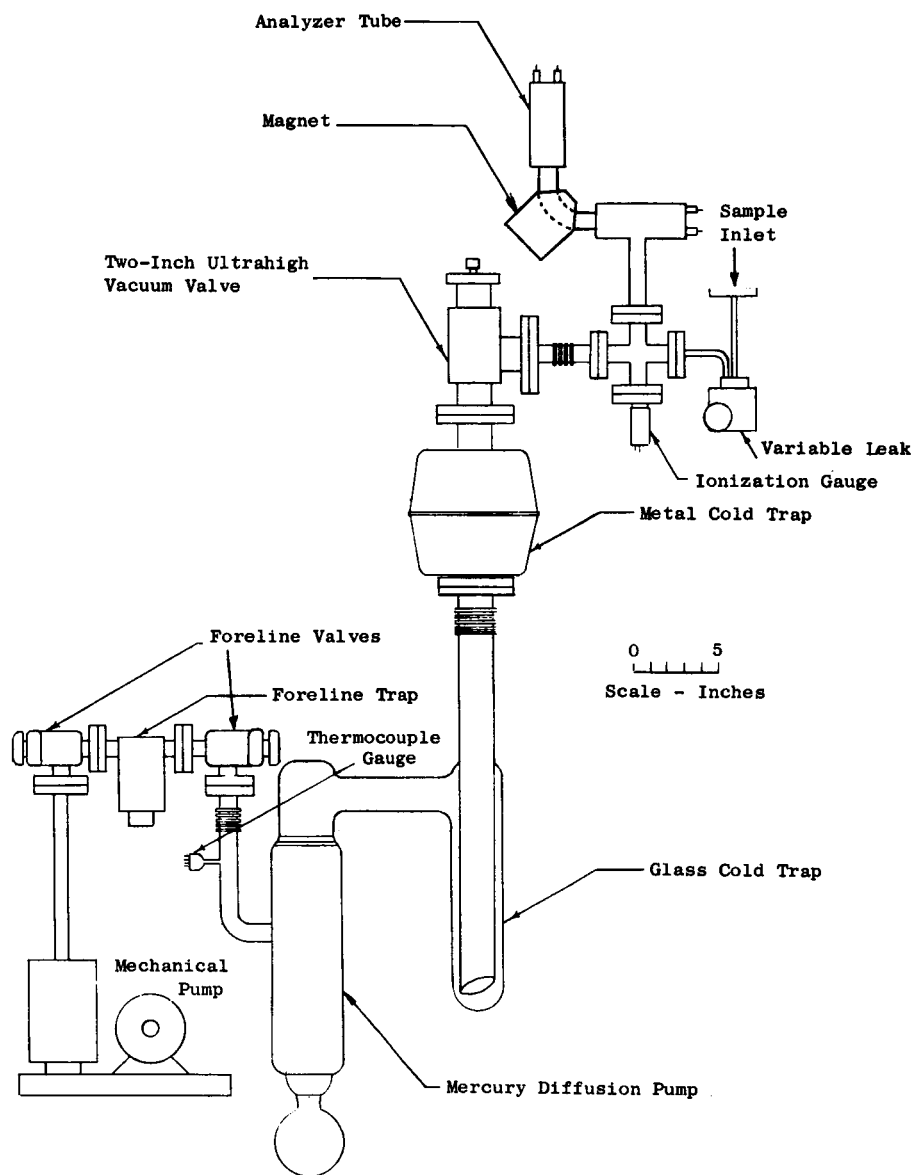 Analyzer Tube
Magnet
Sample
Inlet
Two-Inch Ultrahigh
Vacuum Valve
Variable Leak
Ionization Gauge
Metal Cold Trap
Foreline Valves
0 5
Scale - Inches
Foreline Trap
Thermocouple
Gauge
Glass Cold Trap
Mechanical
Pump
Mercury Diffusion Pump